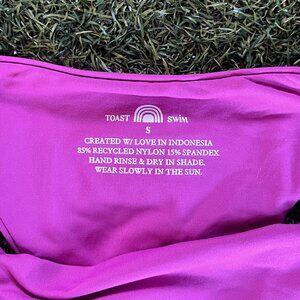 TOAST SWIM
S
CREATED W/ LOVE IN INDONESIA
85% RECYCLED NYLON 15% SPANDEX
HAND RINSE & DRY IN SHADE.
WEAR SLOWLY IN THE SUN.